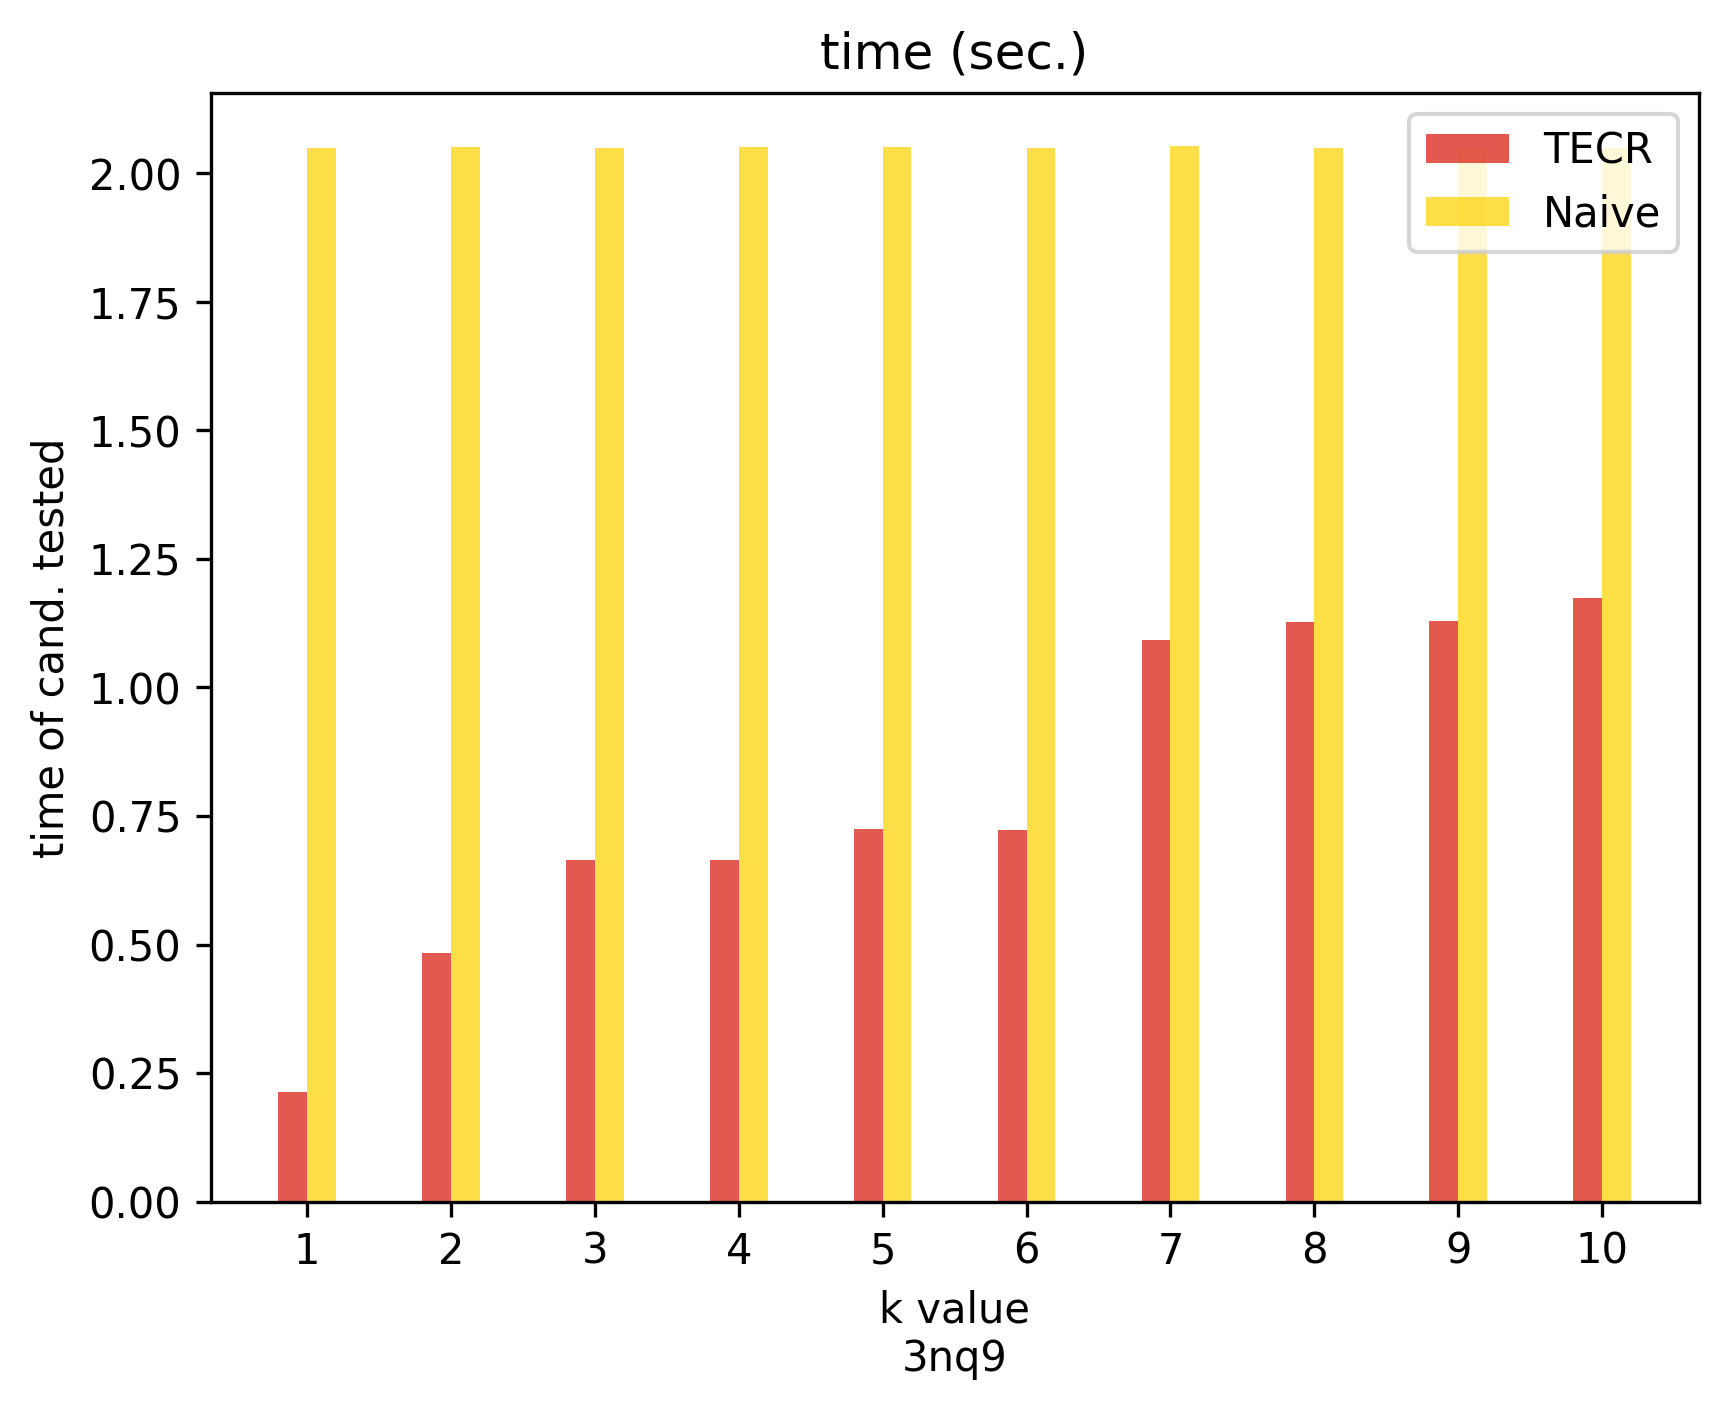 time (sec.)
TECR
Naive
2.00
1.75
1.50
1.25
1.00
0.75
0.50
0.25
0.00
time of cand. tested
1 2 3 4 5 6 7 8 9 10
k value
3nq9